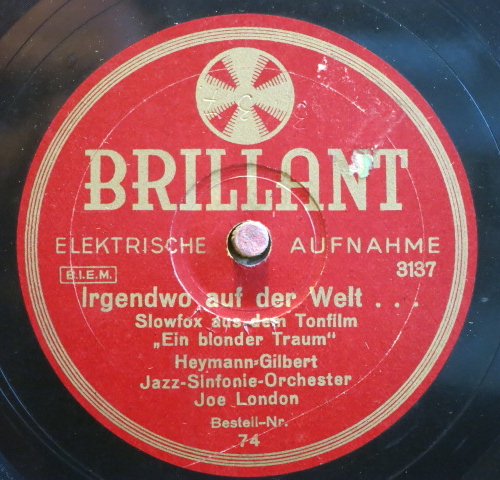 BRILLANT
ELEKTRISCHE AUFNAHME
B.I.E.M. 3137
Irgendwo auf der Welt . . .
Slowfox aus dem Tonfilm
„Ein blonder Traum"
Heymann-Gilbert
Jazz-Sinfonie-Orchester
Joe London
Bestell-Nr.
74